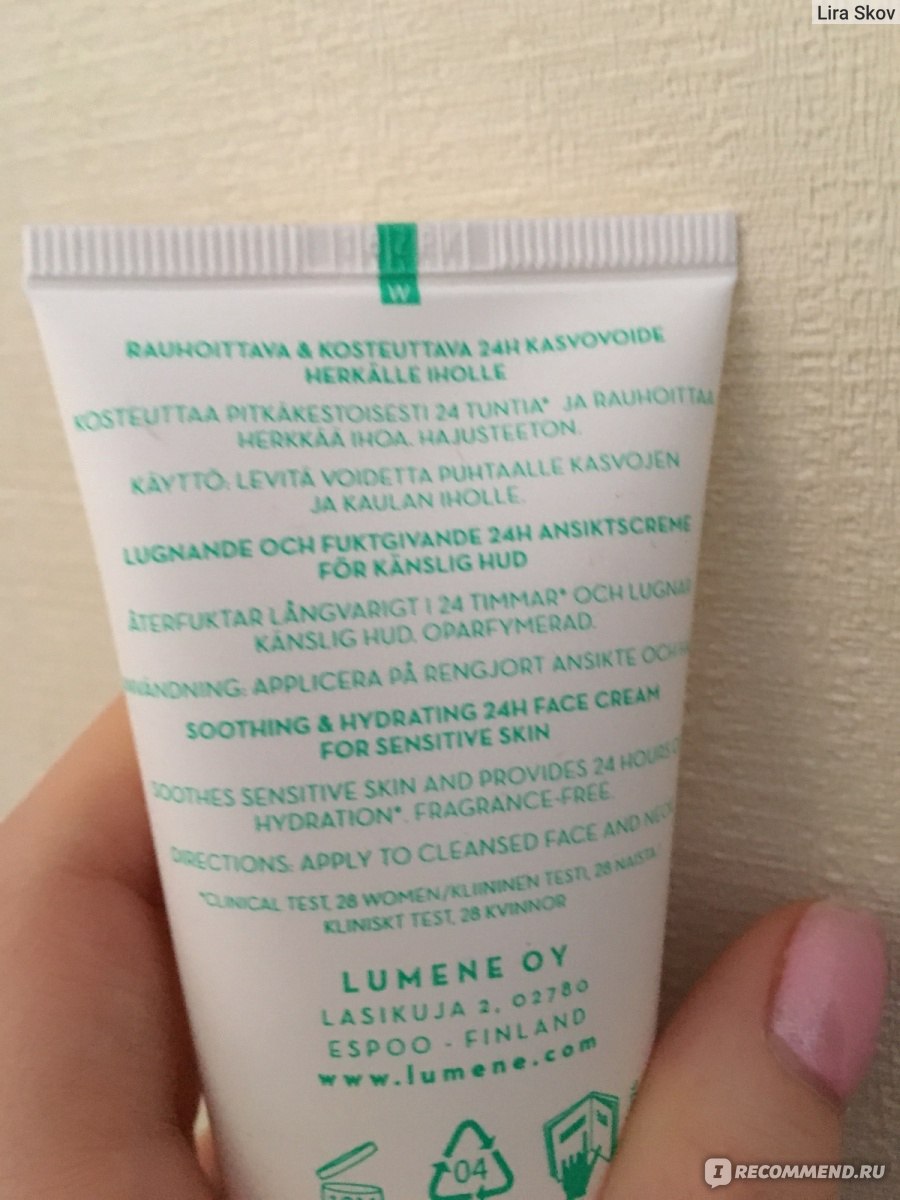 Lira Skov
W
RAUHOITTAVA & KOSTEUTTAVA 24H KASVOVOIDE
HERKÄLLE IHOLLE
KOSTEUTTAA PITKÄKESTOISESTI 24 TUNTIA* JA RAUHOITTAA
HERKKÄÄ IHOA. HAJUSTEETON.
KÄYTTÖ: LEVITÄ VOIDETTA PUHTAALLE KASVOJEN
JA KAULAN IHOLLE.
LUGNANDE OCH FUKTGIVANDE 24H ANSIKTSCREME
FÖR KÄNSLIG HUD
ÅTERFUKTAR LÅNGVARIGT I 24 TIMMAR* OCH LUGNAR
KÄNSLIG HUD. OPARFYMERAD.
ANVÄNDNING: APPLICERA PÅ RENGJORT ANSIKTE OCH
SOOTHING & HYDRATING 24H FACE CREAM
FOR SENSITIVE SKIN
SOOTHES SENSITIVE SKIN AND PROVIDES 24 HOURS
HYDRATION*. FRAGRANCE-FREE.
DIRECTIONS: APPLY TO CLEANSED FACE AND NECK
*CLINICAL TEST, 28 WOMEN/KLIININEN TESTI, 28 NAISTA
KLINISKT TEST, 28 KVINNOR
LUMENE OY
LASIKUJA 2, 02780
ESPOO - FINLAND
www.lumene.com
04
IRECOMMEND.RU